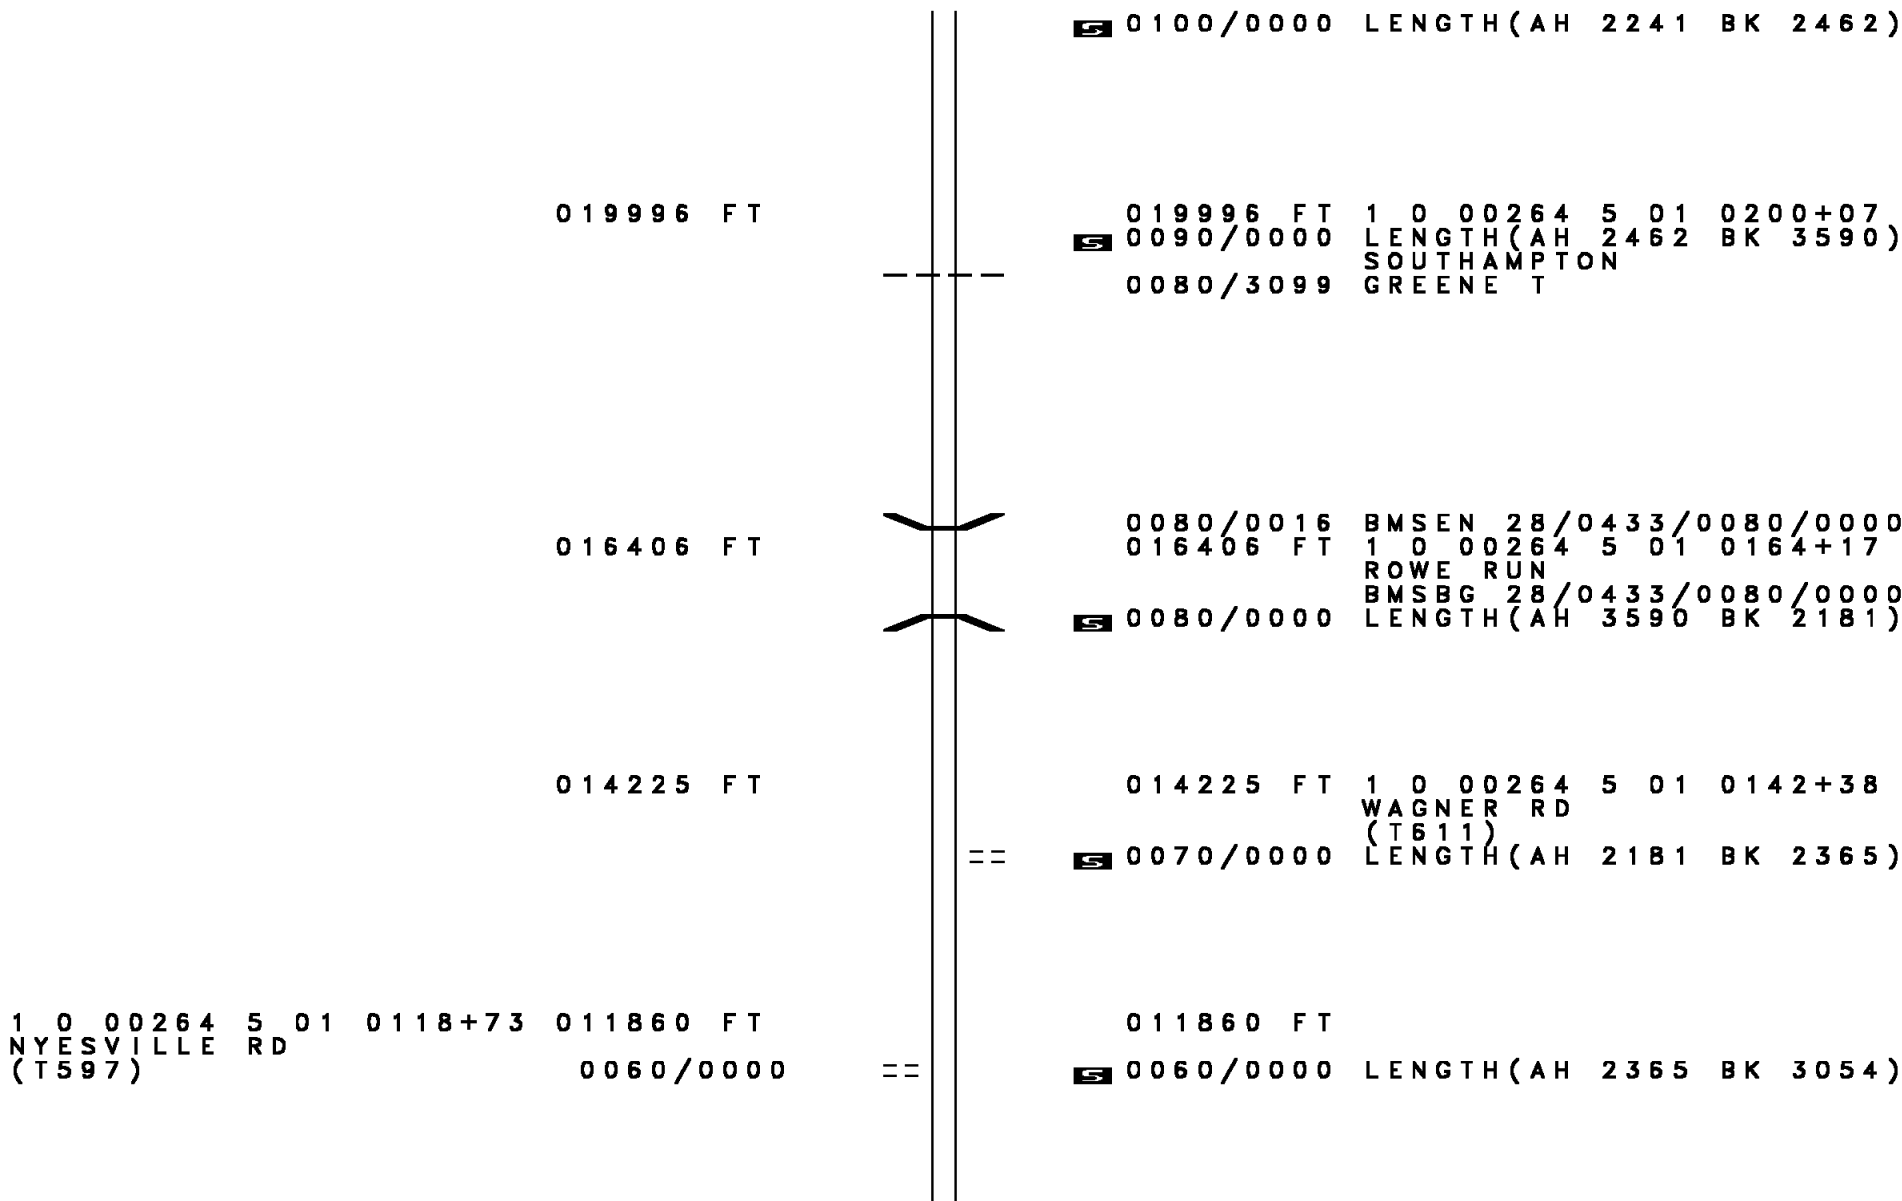 S 0100/0000 LENGTH(AH 2241 BK 2462)
019996 FT 019996 FT 1 0 00264 5 01 0200+07
S 0090/0000 LENGTH(AH 2462 BK 3590)
SOUTHAMPTON
0080/3099 GREENE T
0080/0016 BMSEN 28/0433/0080/0000
016406 FT 016406 FT 1 0 00264 5 01 0164+17
ROWE RUN
BMSBG 28/0433/0080/0000
S 0080/0000 LENGTH(AH 3590 BK 2181)
014225 FT 014225 FT 1 0 00264 5 01 0142+38
WAGNER RD
(T611)
S 0070/0000 LENGTH(AH 2181 BK 2365)
1 0 00264 5 01 0118+73 011860 FT 011860 FT
NYESVILLE RD
(T597) 0060/0000 S 0060/0000 LENGTH(AH 2365 BK 3054)